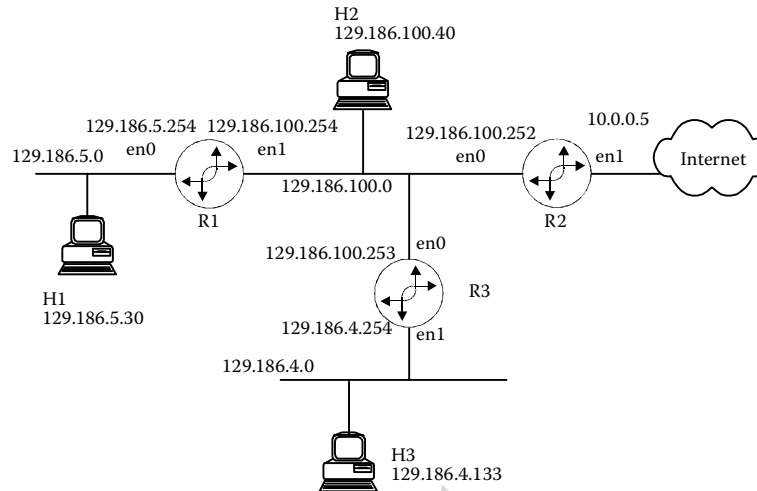 H2
129.186.100.40
129.186.5.254
129.186.100.254
129.186.100.252
10.0.0.5
129.186.5.0
en0
en1
en0
en1
Internet
129.186.100.0
R1
R2
en0
129.186.100.253
R3
H1
129.186.5.30
129.186.4.254
en1
129.186.4.0
H3
129.186.4.133